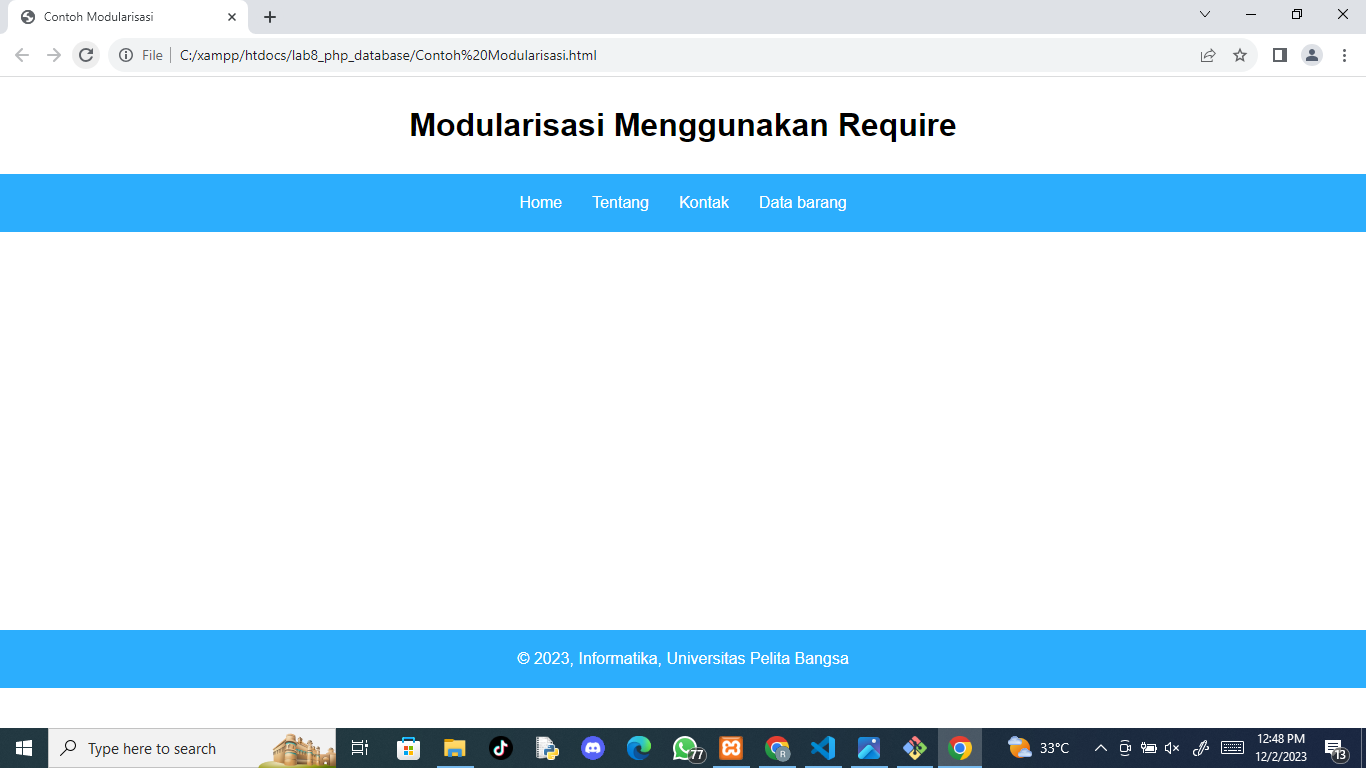 Contoh Modularisasi
File
C:/xampp/htdocs/lab8_php_database/Contoh%20Modularisasi.html
Modularisasi Menggunakan Require
Home Tentang Kontak Data barang
© 2023, Informatika, Universitas Pelita Bangsa
Type here to search
77
R
33°C
12:48 PM
12/2/2023
13